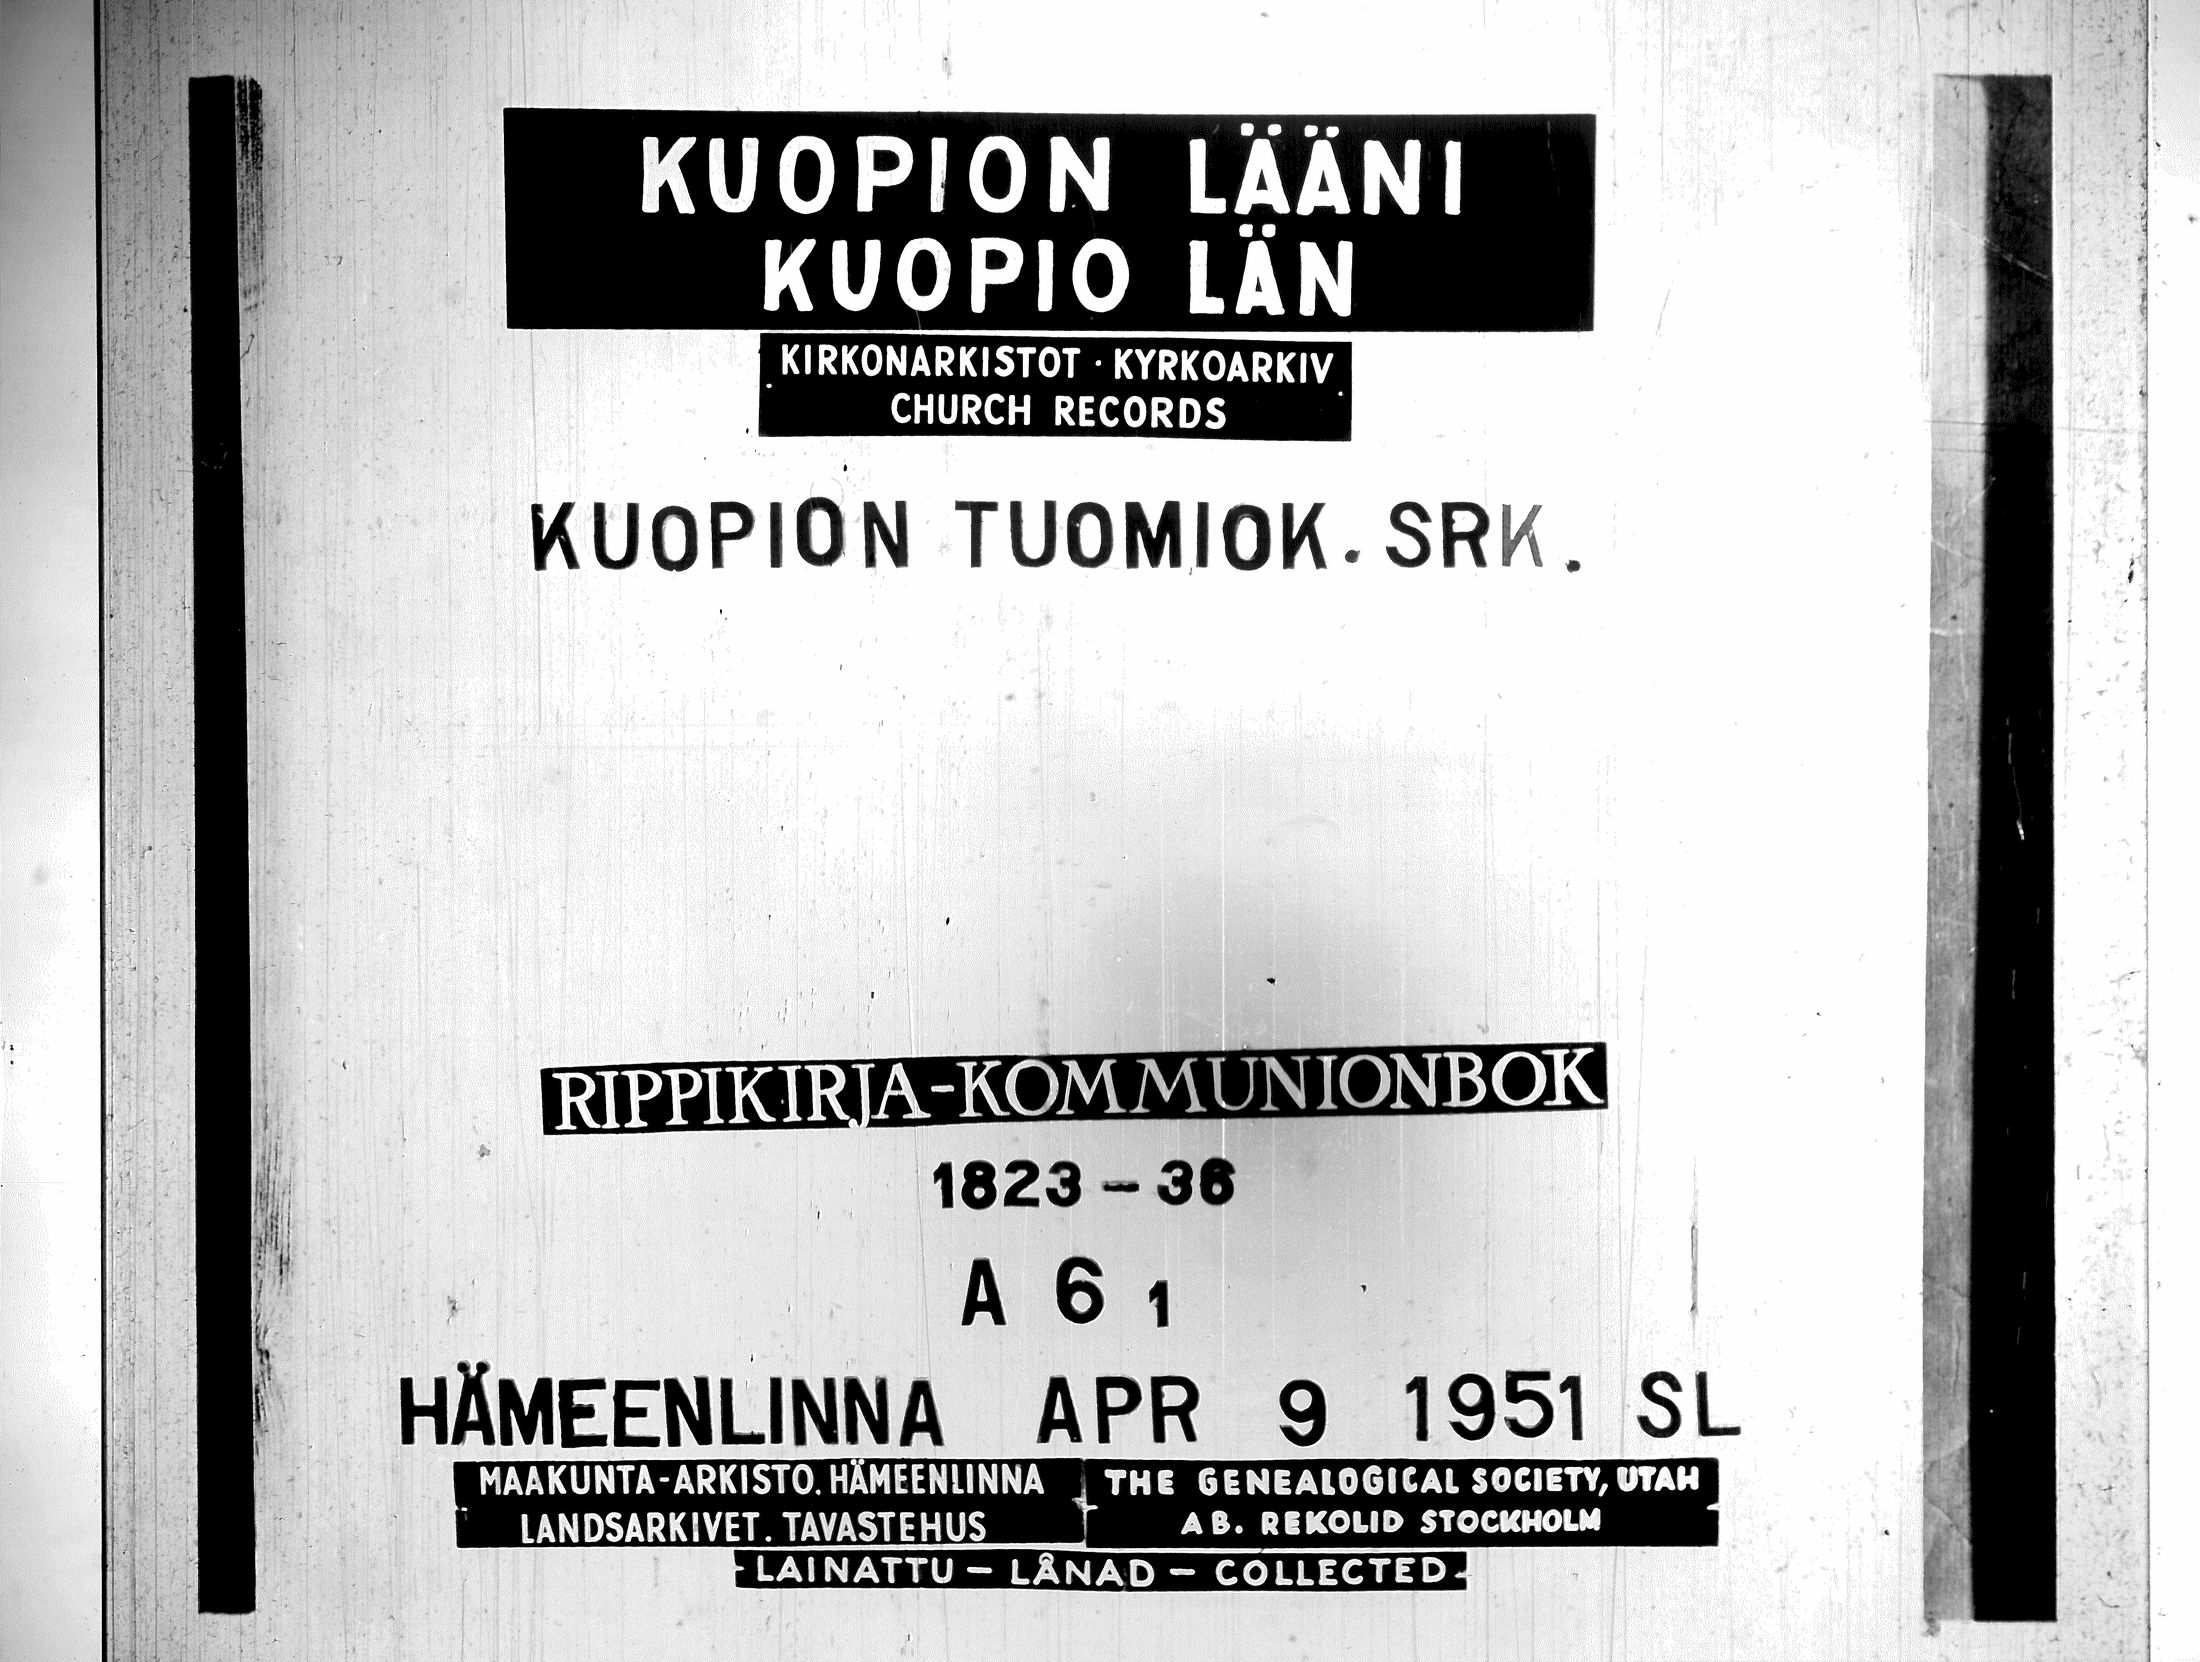 KUOPION LÄÄNI
KUOPIO LÄN
KIRKONARKISTOT · KYRKOARKIV
CHURCH RECORDS
KUOPION TUOMIOK. SRK.
RIPPIKIRJA-KOMMUNIONBOK
1823 - 36
A 6 1
HÄMEENLINNA APR 9 1951 SL
MAAKUNTA-ARKISTO. HÄMEENLINNA
LANDSARKIVET. TAVASTEHUS
THE GENEALOGICAL SOCIETY, UTAH
AB. REKOLID STOCKHOLM
LAINATTU - LÅNAD - COLLECTED